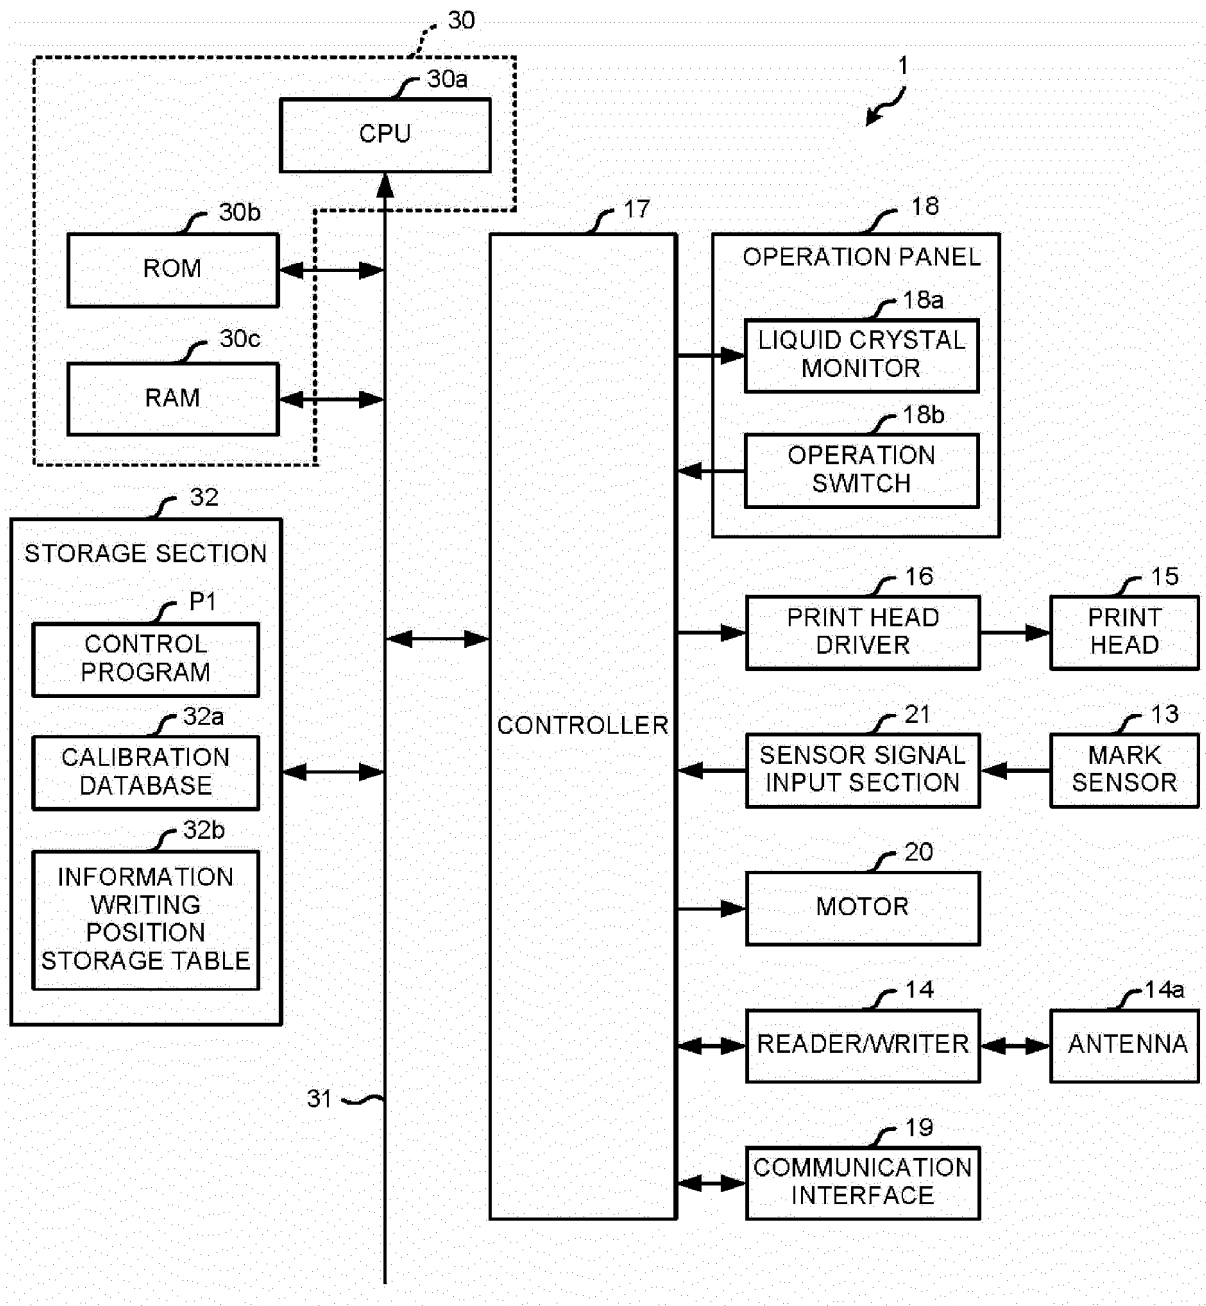 30
30a
CPU
1
30b
ROM
30c
RAM
17
CONTROLLER
18
OPERATION PANEL
18a
LIQUID CRYSTAL
MONITOR
18b
OPERATION
SWITCH
32
STORAGE SECTION
P1
CONTROL
PROGRAM
32a
CALIBRATION
DATABASE
32b
INFORMATION
WRITING
POSITION
STORAGE TABLE
31
16
PRINT HEAD
DRIVER
15
PRINT
HEAD
21
SENSOR SIGNAL
INPUT SECTION
13
MARK
SENSOR
20
MOTOR
14
READER/WRITER
14a
ANTENNA
19
COMMUNICATION
INTERFACE